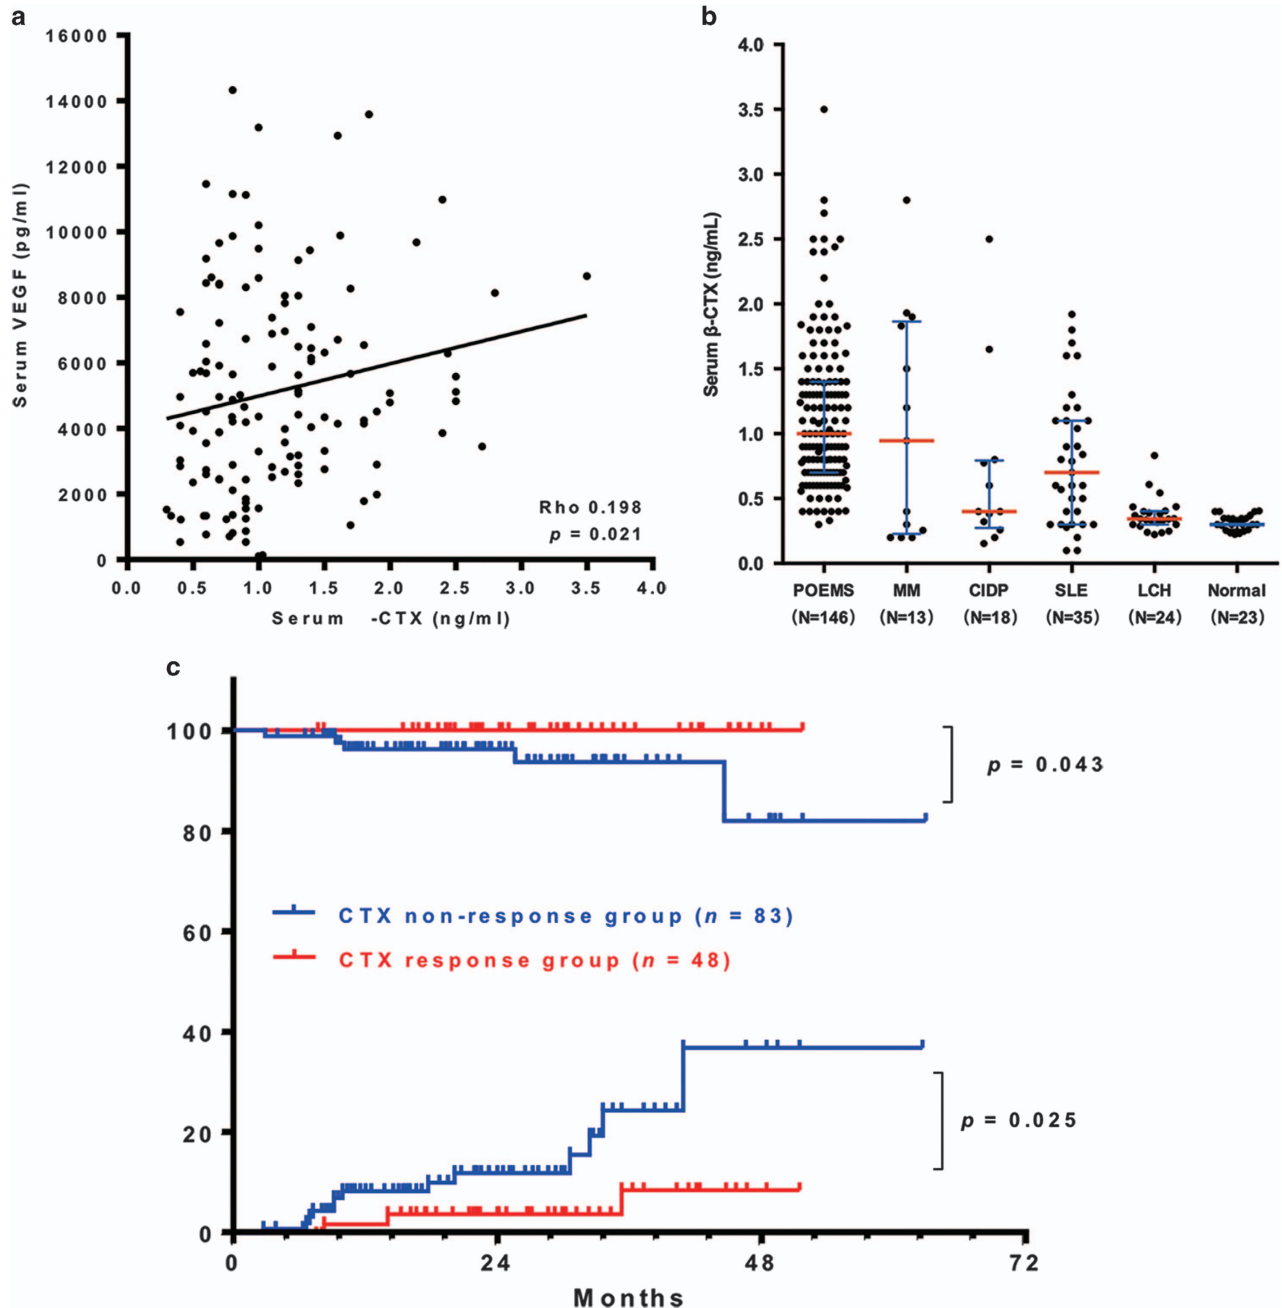 a
16000
14000
12000
10000
8000
6000
4000
2000
0
Serum VEGF (pg/ml)
Rho 0.198
p = 0.021
0.0 0.5 1.0 1.5 2.0 2.5 3.0 3.5 4.0
Serum -CTX (ng/ml)
b
4.0
3.5
3.0
2.5
2.0
1.5
1.0
0.5
0.0
Serum β-CTX (ng/mL)
POEMS MM CIDP SLE LCH Normal
(N=146) (N=13) (N=18) (N=35) (N=24) (N=23)
c
100
80
60
40
20
0
p = 0.043
CTX non-response group (n = 83)
CTX response group (n = 48)
p = 0.025
0 24 48 72
Months